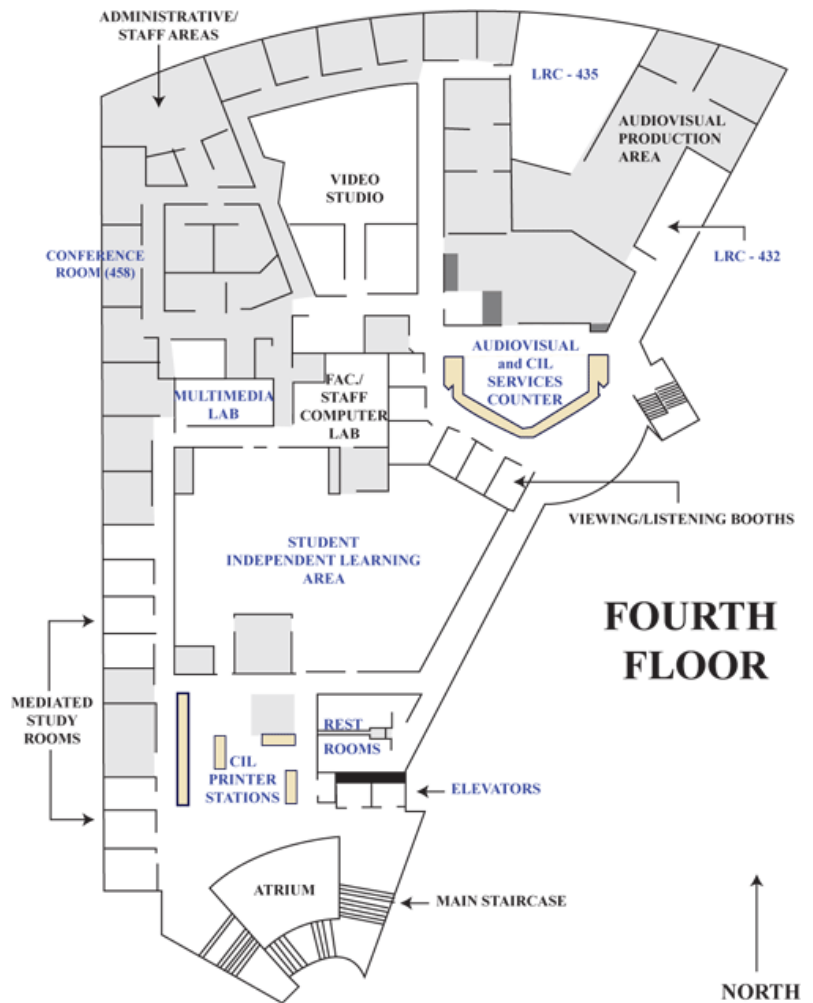 ADMINISTRATIVE/
STAFF AREAS
LRC - 435
AUDIOVISUAL
PRODUCTION
AREA
VIDEO
STUDIO
CONFERENCE
ROOM (458)
LRC - 432
AUDIOVISUAL
and CIL
SERVICES
COUNTER
MULTIMEDIA
LAB
FAC./
STAFF
COMPUTER
LAB
VIEWING/LISTENING BOOTHS
STUDENT
INDEPENDENT LEARNING
AREA
FOURTH
FLOOR
MEDIATED
STUDY
ROOMS
REST
ROOMS
CIL
PRINTER
STATIONS
ELEVATORS
ATRIUM
MAIN STAIRCASE
NORTH